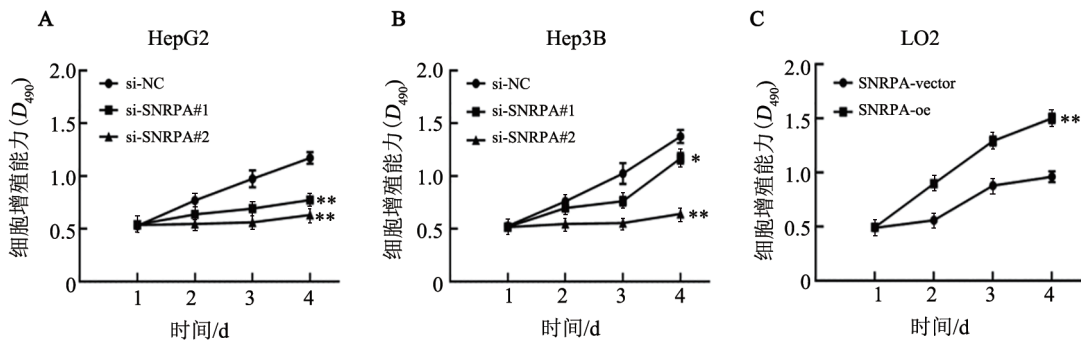 A
HepG2
细胞增殖能力(D490)
2.0
1.5
1.0
0.5
0
si-NC
si-SNRPA#1
si-SNRPA#2
**
**
1 2 3 4
时间/d
B
Hep3B
细胞增殖能力(D490)
2.0
1.5
1.0
0.5
0
si-NC
si-SNRPA#1
si-SNRPA#2
*
**
1 2 3 4
时间/d
C
LO2
细胞增殖能力(D490)
2.0
1.5
1.0
0.5
0
SNRPA-vector
SNRPA-oe
**
1 2 3 4
时间/d